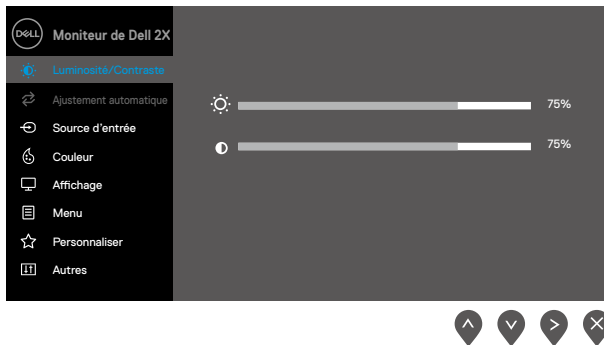 DELL
Moniteur de Dell 2X
Luminosité/Contraste
Ajustement automatique
75%
Source d'entrée
75%
Couleur
Affichage
Menu
Personnaliser
Autres